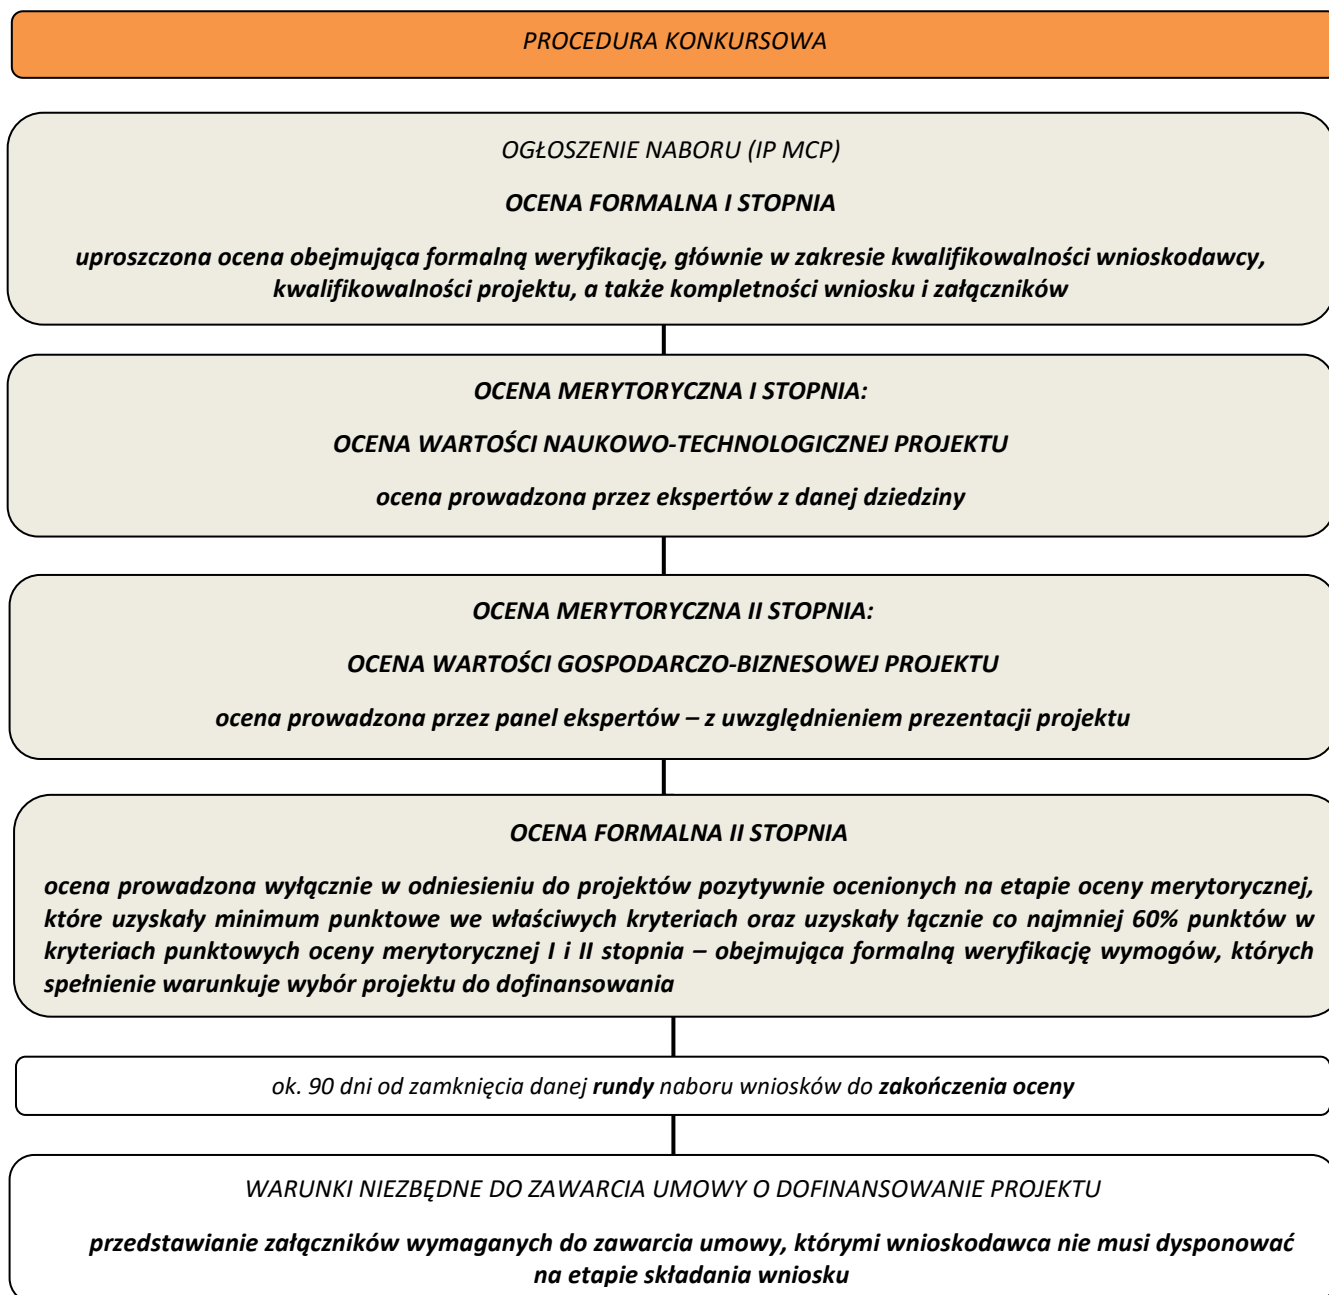 PROCEDURA KONKURSOWA
OGŁOSZENIE NABORU (IP MCP)
OCENA FORMALNA I STOPNIA
uproszczona ocena obejmująca formalną weryfikację, głównie w zakresie kwalifikowalności wnioskodawcy,
kwalifikowalności projektu, a także kompletności wniosku i załączników
OCENA MERYTORYCZNA I STOPNIA:
OCENA WARTOŚCI NAUKOWO-TECHNOLOGICZNEJ PROJEKTU
ocena prowadzona przez ekspertów z danej dziedziny
OCENA MERYTORYCZNA II STOPNIA:
OCENA WARTOŚCI GOSPODARCZO-BIZNESOWEJ PROJEKTU
ocena prowadzona przez panel ekspertów – z uwzględnieniem prezentacji projektu
OCENA FORMALNA II STOPNIA
ocena prowadzona wyłącznie w odniesieniu do projektów pozytywnie ocenionych na etapie oceny merytorycznej,
które uzyskały minimum punktowe we właściwych kryteriach oraz uzyskały łącznie co najmniej 60% punktów w
kryteriach punktowych oceny merytorycznej I i II stopnia – obejmująca formalną weryfikację wymogów, których
spełnienie warunkuje wybór projektu do dofinansowania
ok. 90 dni od zamknięcia danej rundy naboru wniosków do zakończenia oceny
WARUNKI NIEZBĘDNE DO ZAWARCIA UMOWY O DOFINANSOWANIE PROJEKTU
przedstawianie załączników wymaganych do zawarcia umowy, którymi wnioskodawca nie musi dysponować
na etapie składania wniosku